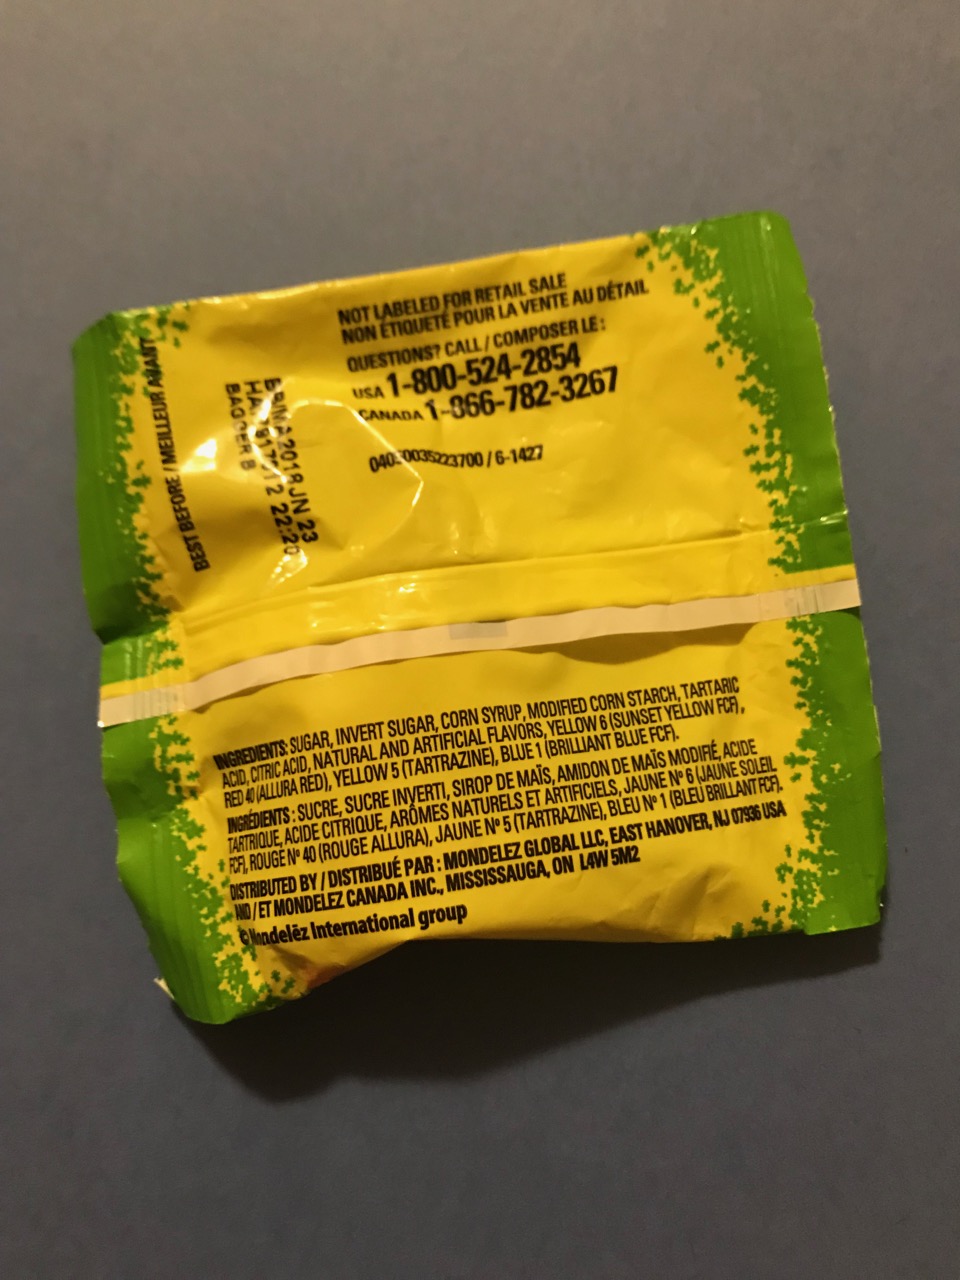 NOT LABELED FOR RETAIL SALE
NON ÉTIQUETÉ POUR LA VENTE AU DÉTAIL
QUESTIONS? CALL / COMPOSER LE :
USA 1-800-524-2854
CANADA 1-866-782-3267
/ 6-1427
BEST BEFORE / MEILLEUR AVANT
2018 JN 23
22:20
BAGGER 8
INGREDIENTS: SUGAR, INVERT SUGAR, CORN SYRUP, MODIFIED CORN STARCH, TARTARIC
ACID, CITRIC ACID, NATURAL AND ARTIFICIAL FLAVORS, YELLOW 6 (SUNSET YELLOW FCF),
RED 40 (ALLURA RED), YELLOW 5 (TARTRAZINE), BLUE 1 (BRILLIANT BLUE FCF).
INGRÉDIENTS : SUCRE, SUCRE INVERTI, SIROP DE MAÏS, AMIDON DE MAÏS MODIFIÉ, ACIDE
TARTRIQUE, ACIDE CITRIQUE, ARÔMES NATURELS ET ARTIFICIELS, JAUNE Nº 6 (JAUNE SOLEIL
FCF), ROUGE Nº 40 (ROUGE ALLURA), JAUNE Nº 5 (TARTRAZINE), BLEU Nº 1 (BLEU BRILLANT FCF).
DISTRIBUTED BY / DISTRIBUÉ PAR : MONDELEZ GLOBAL LLC, EAST HANOVER, NJ 07936 USA
AND / ET MONDELEZ CANADA INC., MISSISSAUGA, ON L4W 5M2
© Mondelēz International group